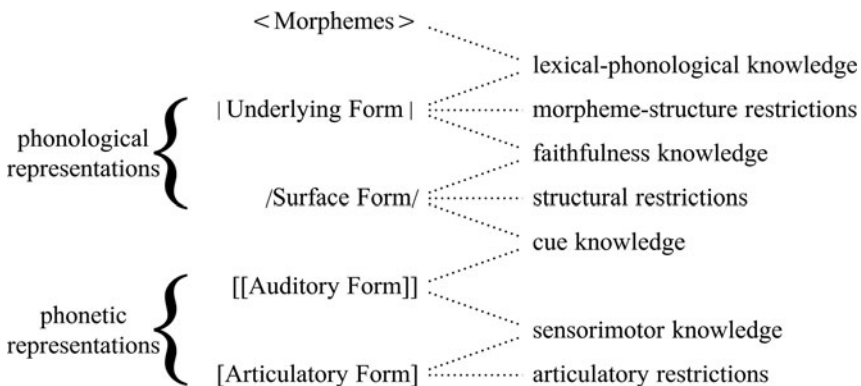 <Morphemes>
lexical-phonological knowledge
|Underlying Form|
morpheme-structure restrictions
phonological
representations
faithfulness knowledge
/Surface Form/
structural restrictions
cue knowledge
[[Auditory Form]]
phonetic
representations
sensorimotor knowledge
[Articulatory Form]
articulatory restrictions